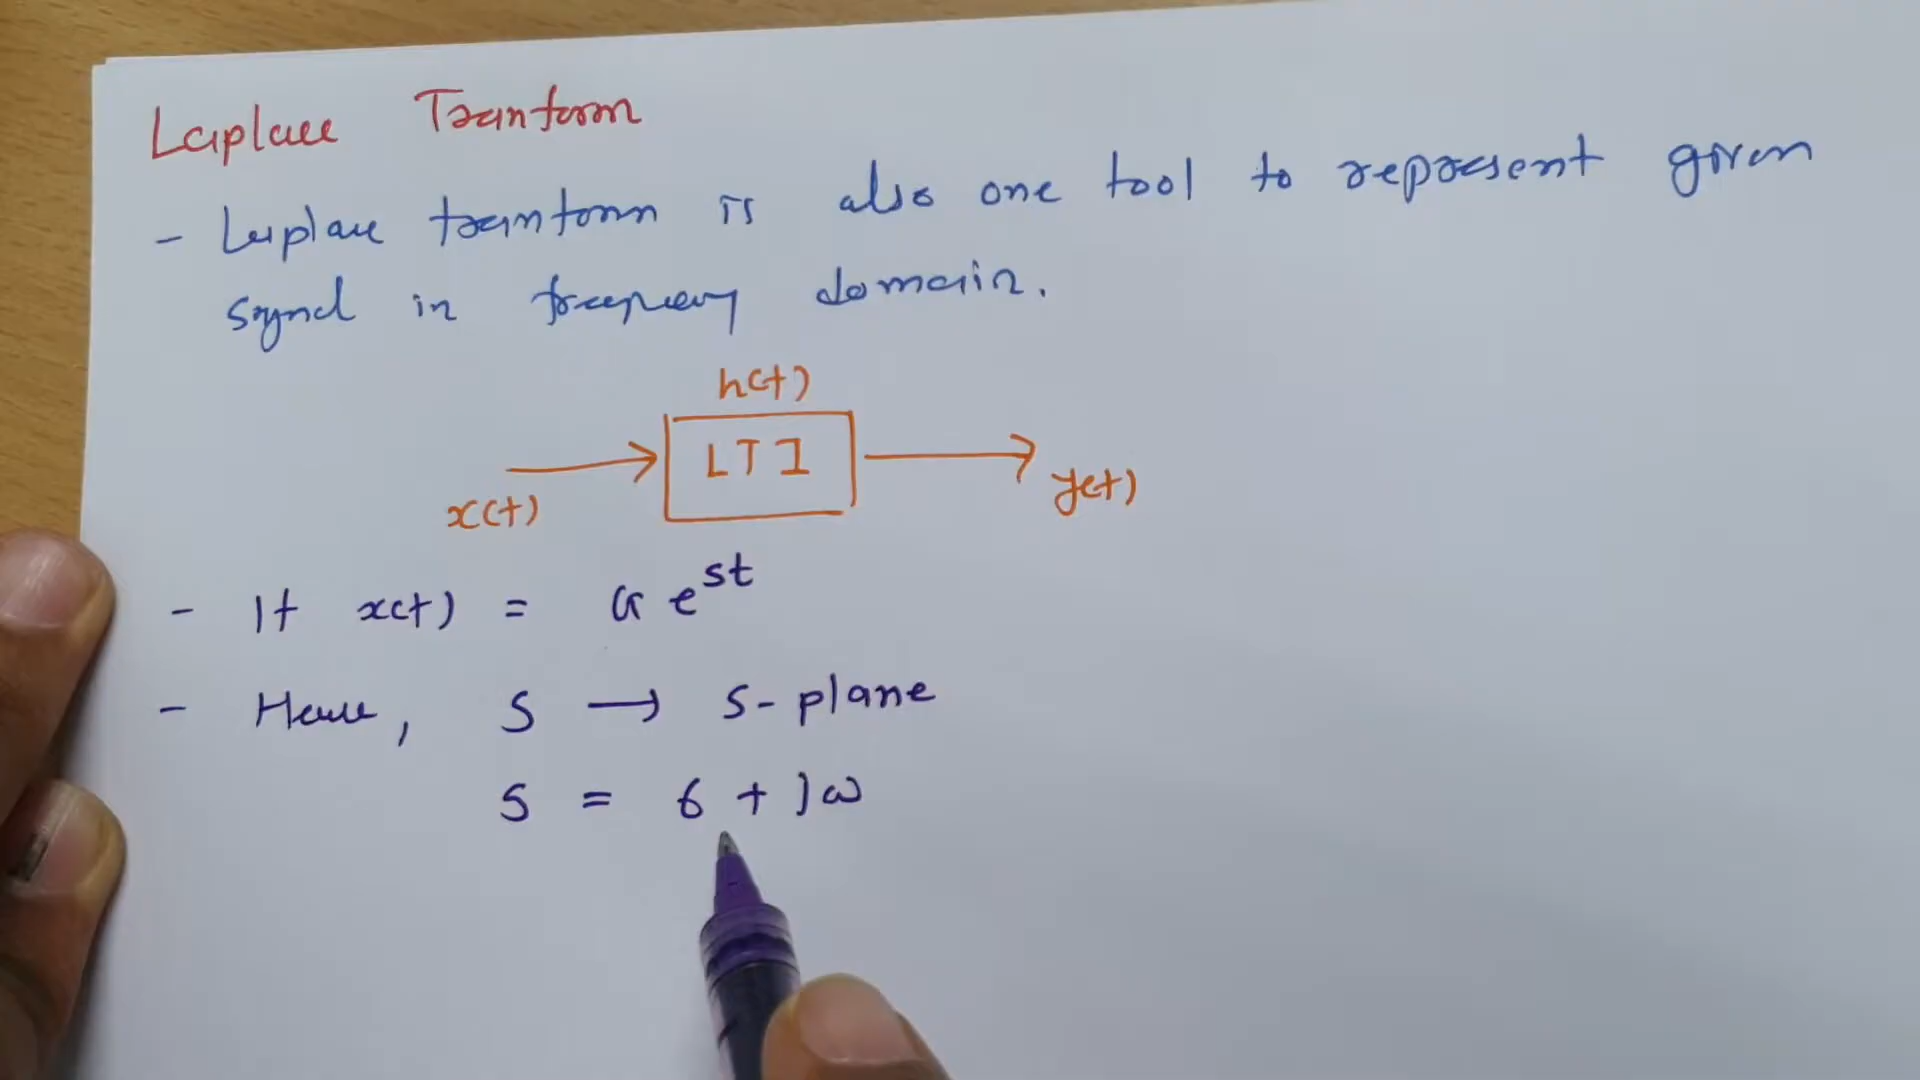 Laplace Transform
- Laplace transform is also one tool to represent given
signal in frequency domain.
h(t)
LTI
x(t)
y(t)
- If x(t) = G e^st
- Here, S → S-plane
S = σ + jω